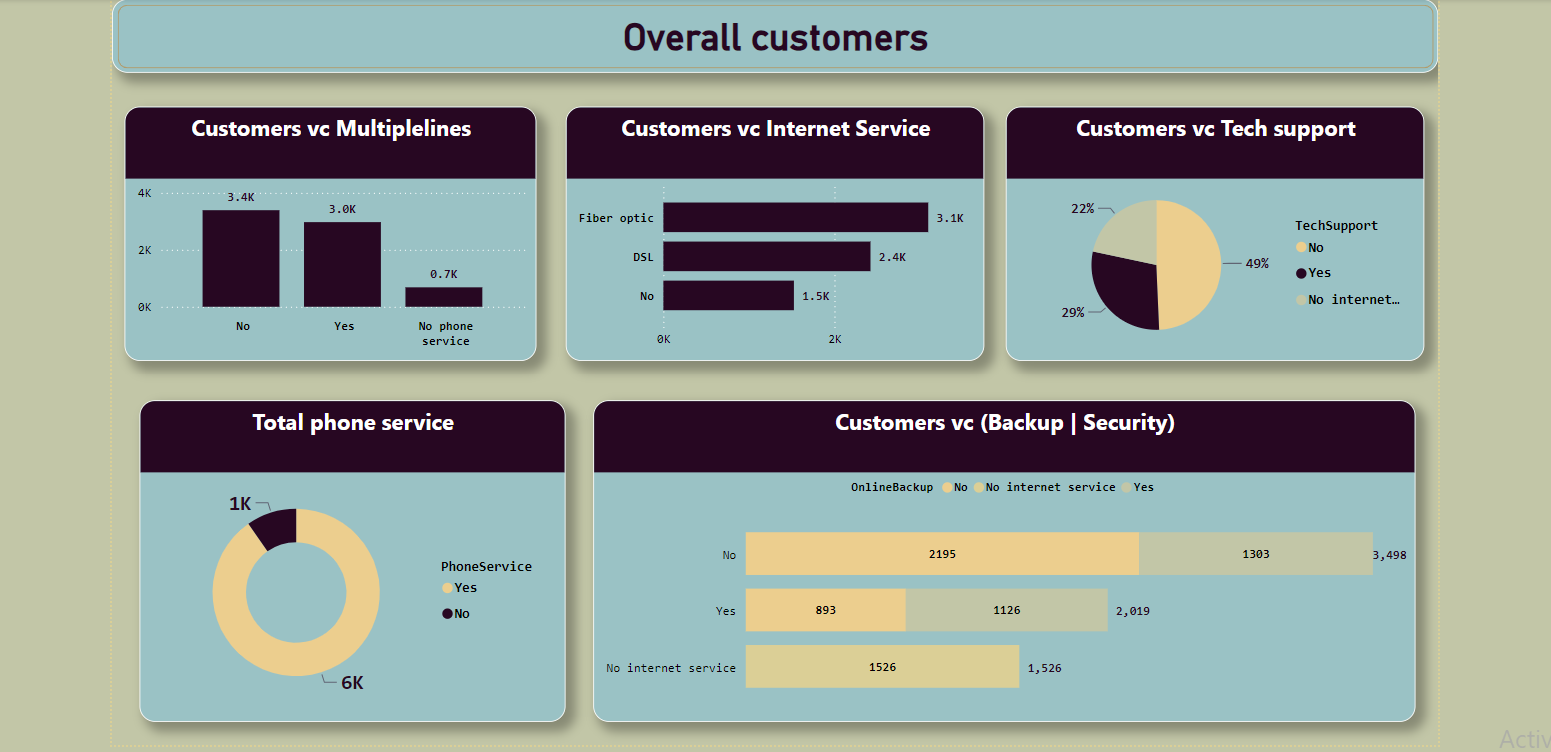 Overall customers
Customers vc Multiplelines
4K
2K
0K
3.4K
3.0K
0.7K
No
Yes
No phone
service
Customers vc Internet Service
Fiber optic
3.1K
DSL
2.4K
No
1.5K
0K
2K
Customers vc Tech support
22%
49%
29%
TechSupport
No
Yes
No internet…
Total phone service
1K
6K
PhoneService
Yes
No
Customers vc (Backup | Security)
OnlineBackup No No internet service Yes
No 2195 1303 3,498
Yes 893 1126 2,019
No internet service 1526 1,526
Activ